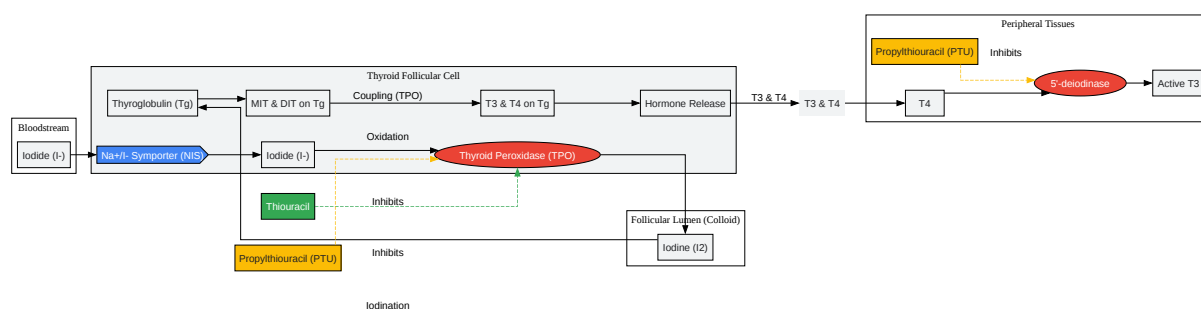 Peripheral Tissues
Propylthiouracil (PTU)
Inhibits
Thyroid Follicular Cell
5'-deiodinase
Active T3
Thyroglobulin (Tg)
MIT & DIT on Tg
Coupling (TPO)
T3 & T4 on Tg
Hormone Release
T3 & T4
T3 & T4
T4
Bloodstream
Oxidation
Iodide (I-)
Na+/I- Symporter (NIS)
Iodide (I-)
Thyroid Peroxidase (TPO)
Thiouracil
Inhibits
Follicular Lumen (Colloid)
Iodine (I2)
Propylthiouracil (PTU)
Inhibits
Iodination